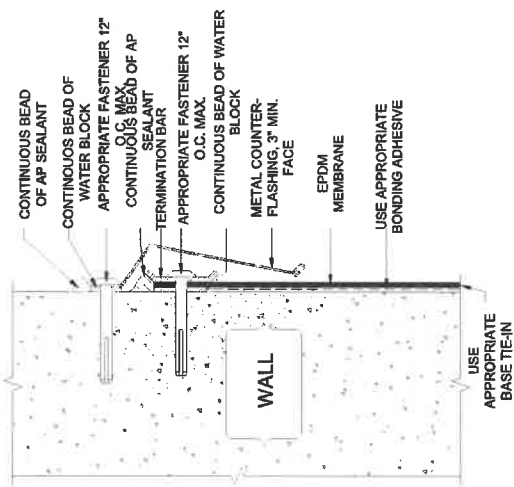 CONTINUOUS BEAD
OF AP SEALANT
CONTINUOUS BEAD OF
WATER BLOCK
APPROPRIATE FASTENER 12"
O.C. MAX.
CONTINUOUS BEAD OF AP
SEALANT
TERMINATION BAR
APPROPRIATE FASTENER 12"
O.C. MAX.
CONTINUOUS BEAD OF WATER
BLOCK
METAL COUNTER-
FLASHING, 3" MIN.
FACE
EPDM
MEMBRANE
USE APPROPRIATE
BONDING ADHESIVE
WALL
USE
APPROPRIATE
BASE TIE-IN